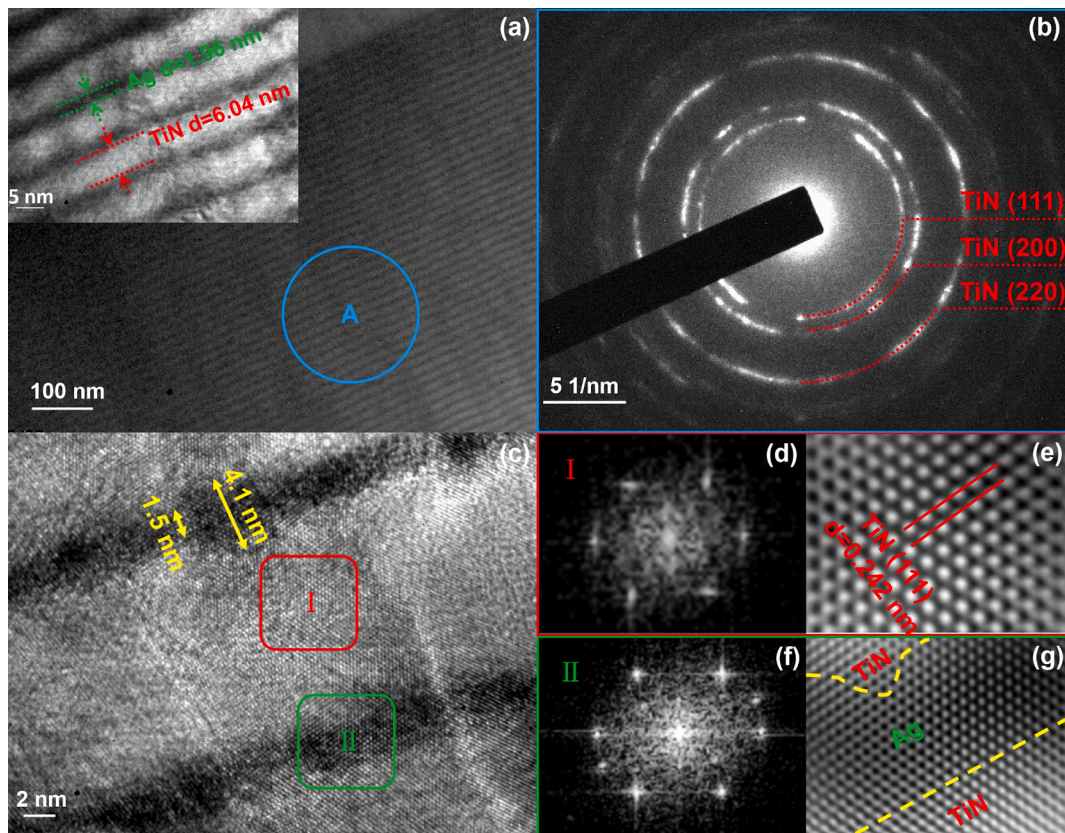 (a)
Ag d=1.96 nm
TiN d=6.04 nm
5 nm
A
100 nm
(b)
TiN (111)
TiN (200)
TiN (220)
5 1/nm
(c)
4.1 nm
1.5 nm
I
II
2 nm
I
(d)
(e)
TiN (111)
d=0.242 nm
II
(f)
(g)
TiN
Ag
TiN